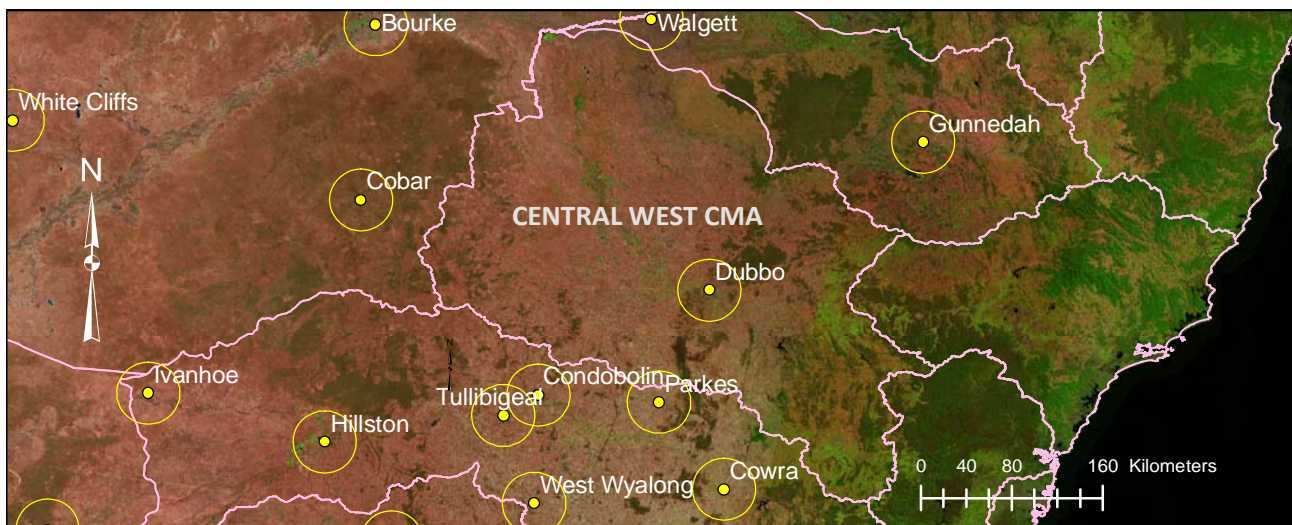 Bourke
Walgett
White Cliffs
Gunnedah
N
Cobar
CENTRAL WEST CMA
Dubbo
N
Ivanhoe
Condobolin
Parkes
Tullibigeal
Hillston
0 40 80 160 Kilometers
West Wyalong
Cowra